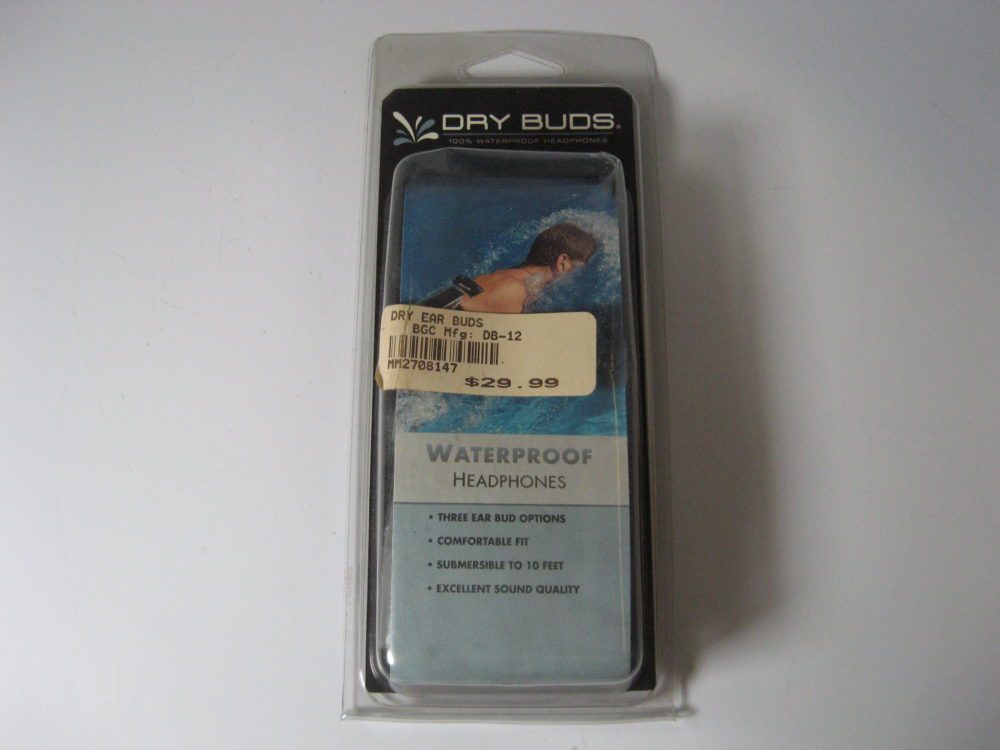 DRY BUDS®
100% WATERPROOF HEADPHONES
DRY EAR BUDS
BGC Mfg: DB-12
MM2708147
$29.99
WATERPROOF
HEADPHONES
• THREE EAR BUD OPTIONS
• COMFORTABLE FIT
• SUBMERSIBLE TO 10 FEET
• EXCELLENT SOUND QUALITY